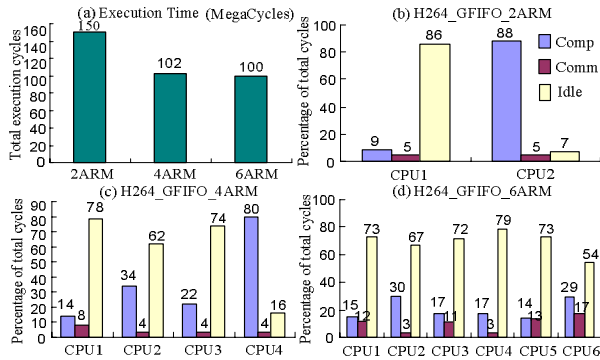 (a) Execution Time (MegaCycles)
Total execution cycles
160
140
120
100
80
60
40
20
0
150
102
100
2ARM 4ARM 6ARM
(b) H264_GFIFO_2ARM
Percentage of total cycles
100
80
60
40
20
0
9 5 86
88 5 7
CPU1 CPU2
Comp
Comm
Idle
(c) H264_GFIFO_4ARM
Percentage of total cycles
90
80
70
60
50
40
30
20
10
0
14 8 78
34 4 62
22 4 74
80 4 16
CPU1 CPU2 CPU3 CPU4
(d) H264_GFIFO_6ARM
Percentage of total cycles
100
80
60
40
20
0
15 12 73
30 3 67
17 11 72
17 3 79
14 13 73
29 17 54
CPU1 CPU2 CPU3 CPU4 CPU5 CPU6